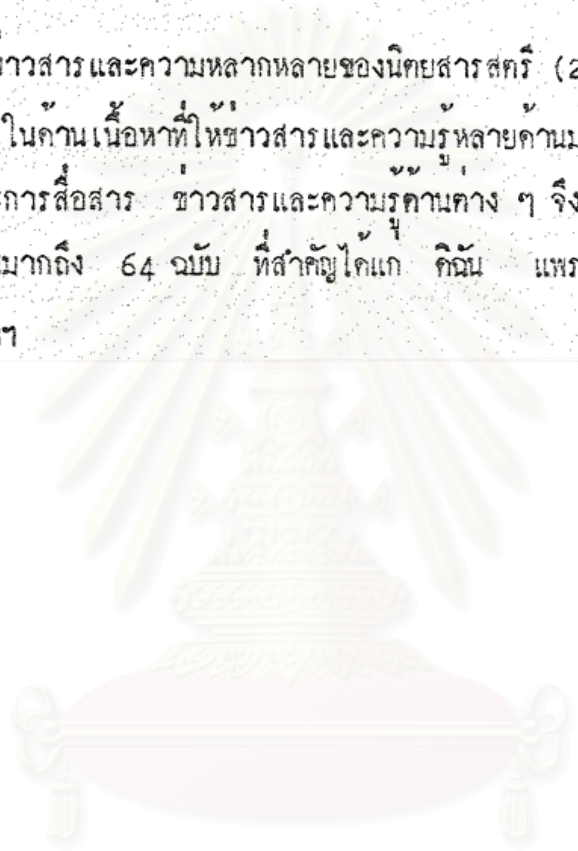 ข่าวสารและความหลากหลายของนิตยสารสตรี (2
ในด้านเนื้อหาที่ให้ข่าวสารและความรู้หลายด้านม
การสื่อสาร ข่าวสารและความรู้ด้านต่าง ๆ จึง
มากถึง 64 ฉบับ ที่สำคัญได้แก่ ดิฉัน แพร
ฯ